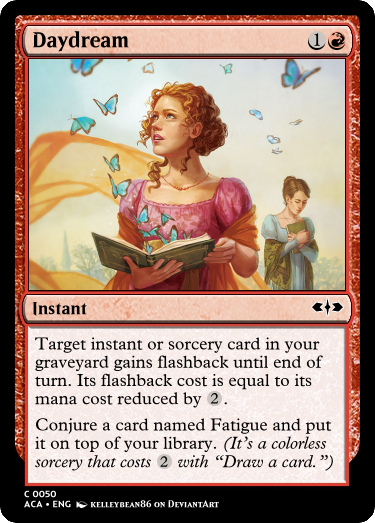 Daydream 1
Instant
Target instant or sorcery card in your
graveyard gains flashback until end of
turn. Its flashback cost is equal to its
mana cost reduced by 2.
Conjure a card named Fatigue and put
it on top of your library. (It's a colorless
sorcery that costs 2 with “Draw a card.”)
C 0050
ACA • ENG KELLEYBEAN86 ON DEVIANTART